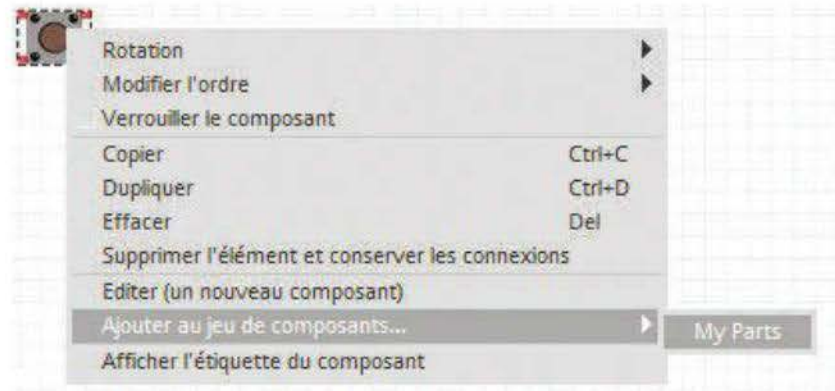 Rotation
Modifier l'ordre
Verrouiller le composant
Copier Ctrl+C
Dupliquer Ctrl+D
Effacer Del
Supprimer l'élément et conserver les connexions
Editer (un nouveau composant)
Ajouter au jeu de composants... My Parts
Afficher l'étiquette du composant